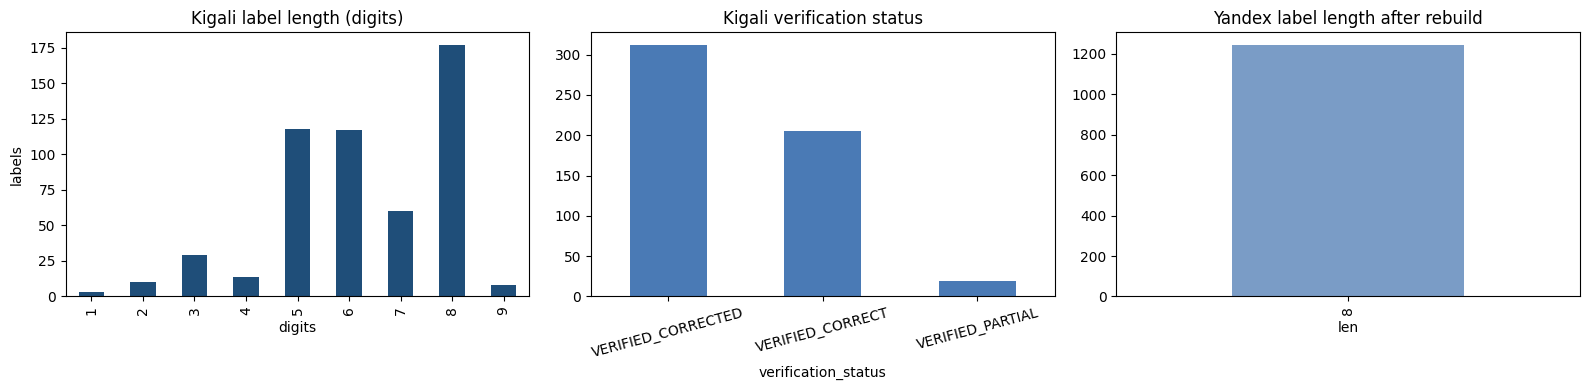 Kigali label length (digits)
175
150
125
100
75
50
25
0
labels
1 2 3 4 5 6 7 8 9
digits
Kigali verification status
300
250
200
150
100
50
0
VERIFIED_CORRECTED VERIFIED_CORRECT VERIFIED_PARTIAL
verification_status
Yandex label length after rebuild
1200
1000
800
600
400
200
0
8
len